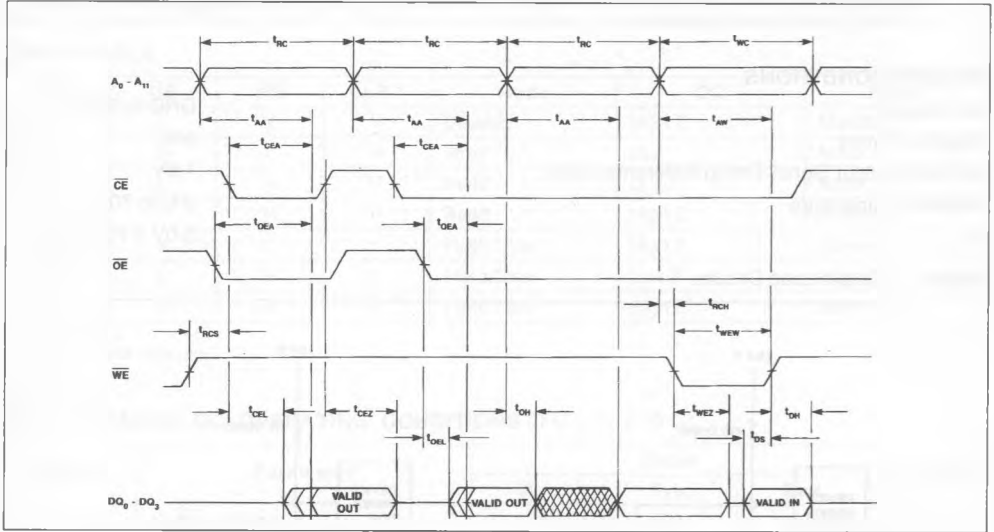 tRC tRC tRC tWC
A0 - A11
tAA tAA tAA tAW
tCEA tCEA
CE
tOEA tOEA
OE
tRCH
tRCS tWEW
WE
tCEL tCEZ tOH tWEZ tDH
tOEL tDS
DQ0 - DQ3 VALID OUT VALID OUT VALID IN